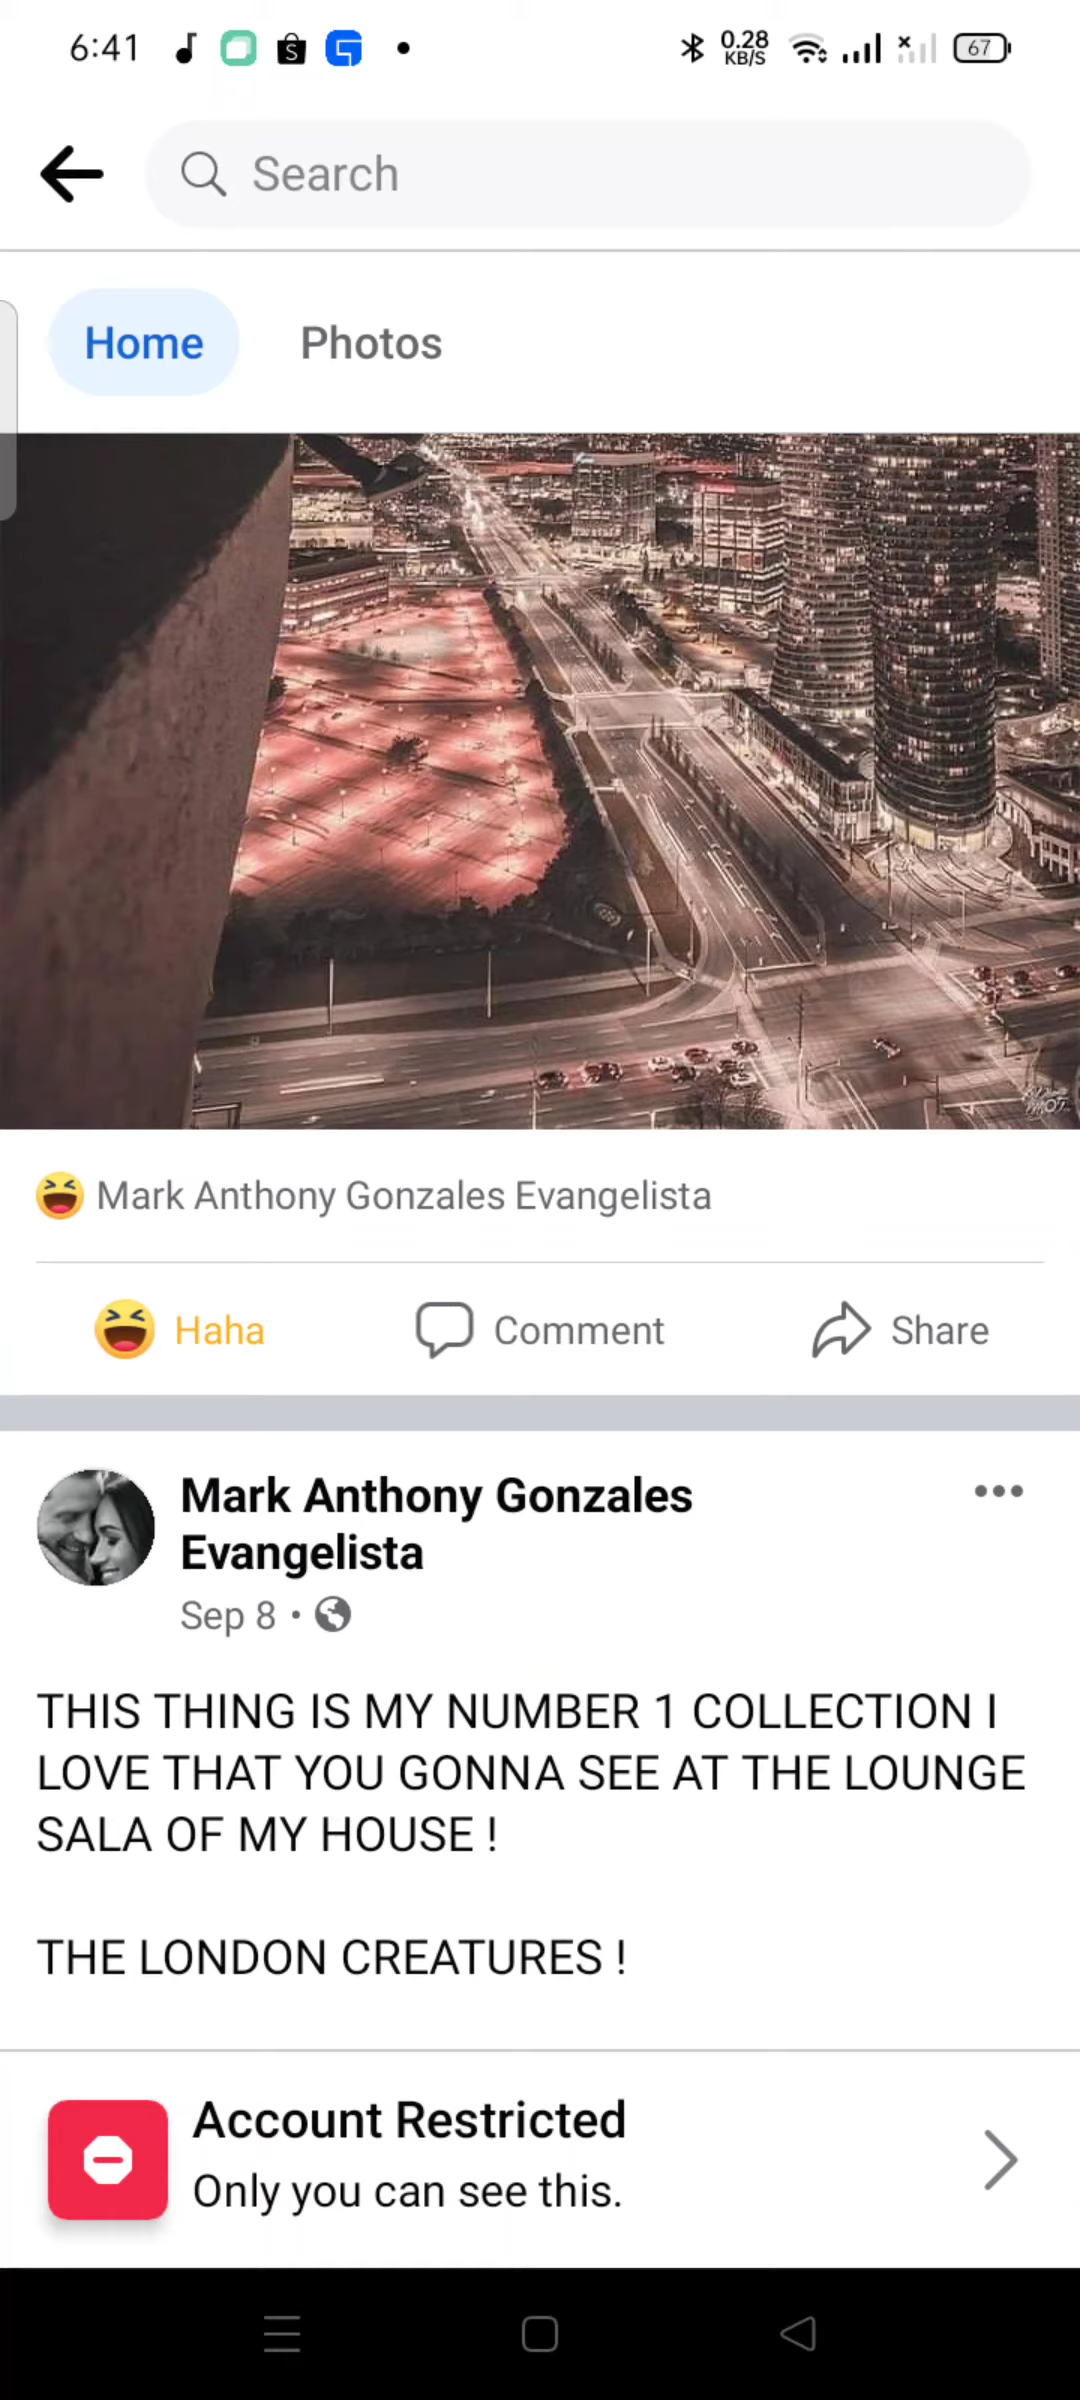 6:41
0.28
KB/S
67
Search
Home
Photos
Mark Anthony Gonzales Evangelista
Haha
Comment
Share
Mark Anthony Gonzales
Evangelista
Sep 8 •
THIS THING IS MY NUMBER 1 COLLECTION I
LOVE THAT YOU GONNA SEE AT THE LOUNGE
SALA OF MY HOUSE !
THE LONDON CREATURES !
Account Restricted
Only you can see this.